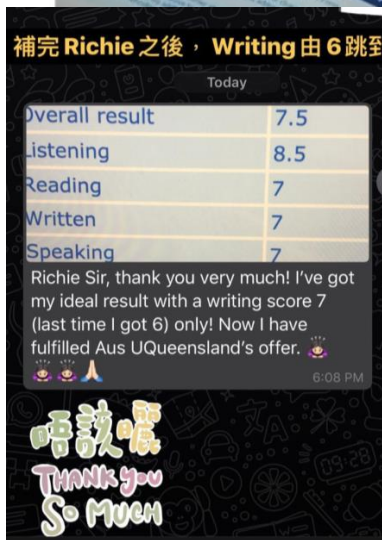 補完 Richie 之後， Writing 由 6 跳到
Today
Overall result 7.5
Listening 8.5
Reading 7
Written 7
Speaking 7
Richie Sir, thank you very much! I've got
my ideal result with a writing score 7
(last time I got 6) only! Now I have
fulfilled Aus UQueensland's offer. 🙇🏻‍♀️
🙇🏻‍♀️🙇🏻‍♀️🙏🏻
6:08 PM
唔該曬
THANK you
So MUCH